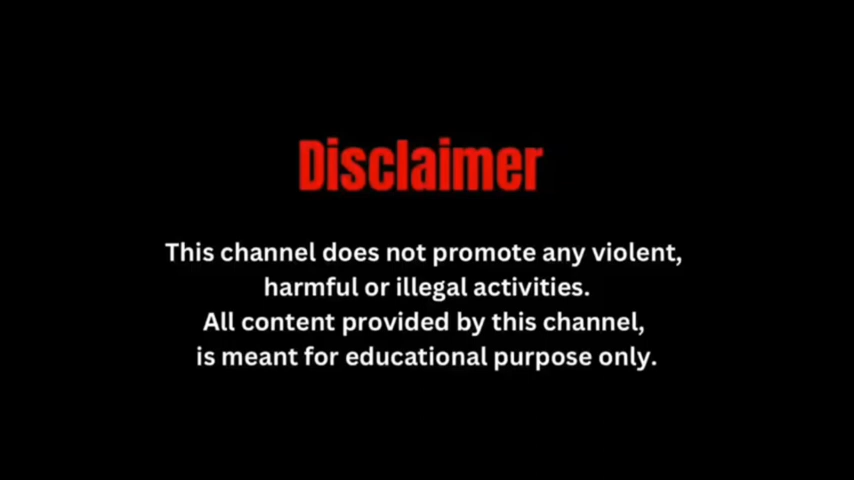 Disclaimer
This channel does not promote any violent,
harmful or illegal activities.
All content provided by this channel,
is meant for educational purpose only.